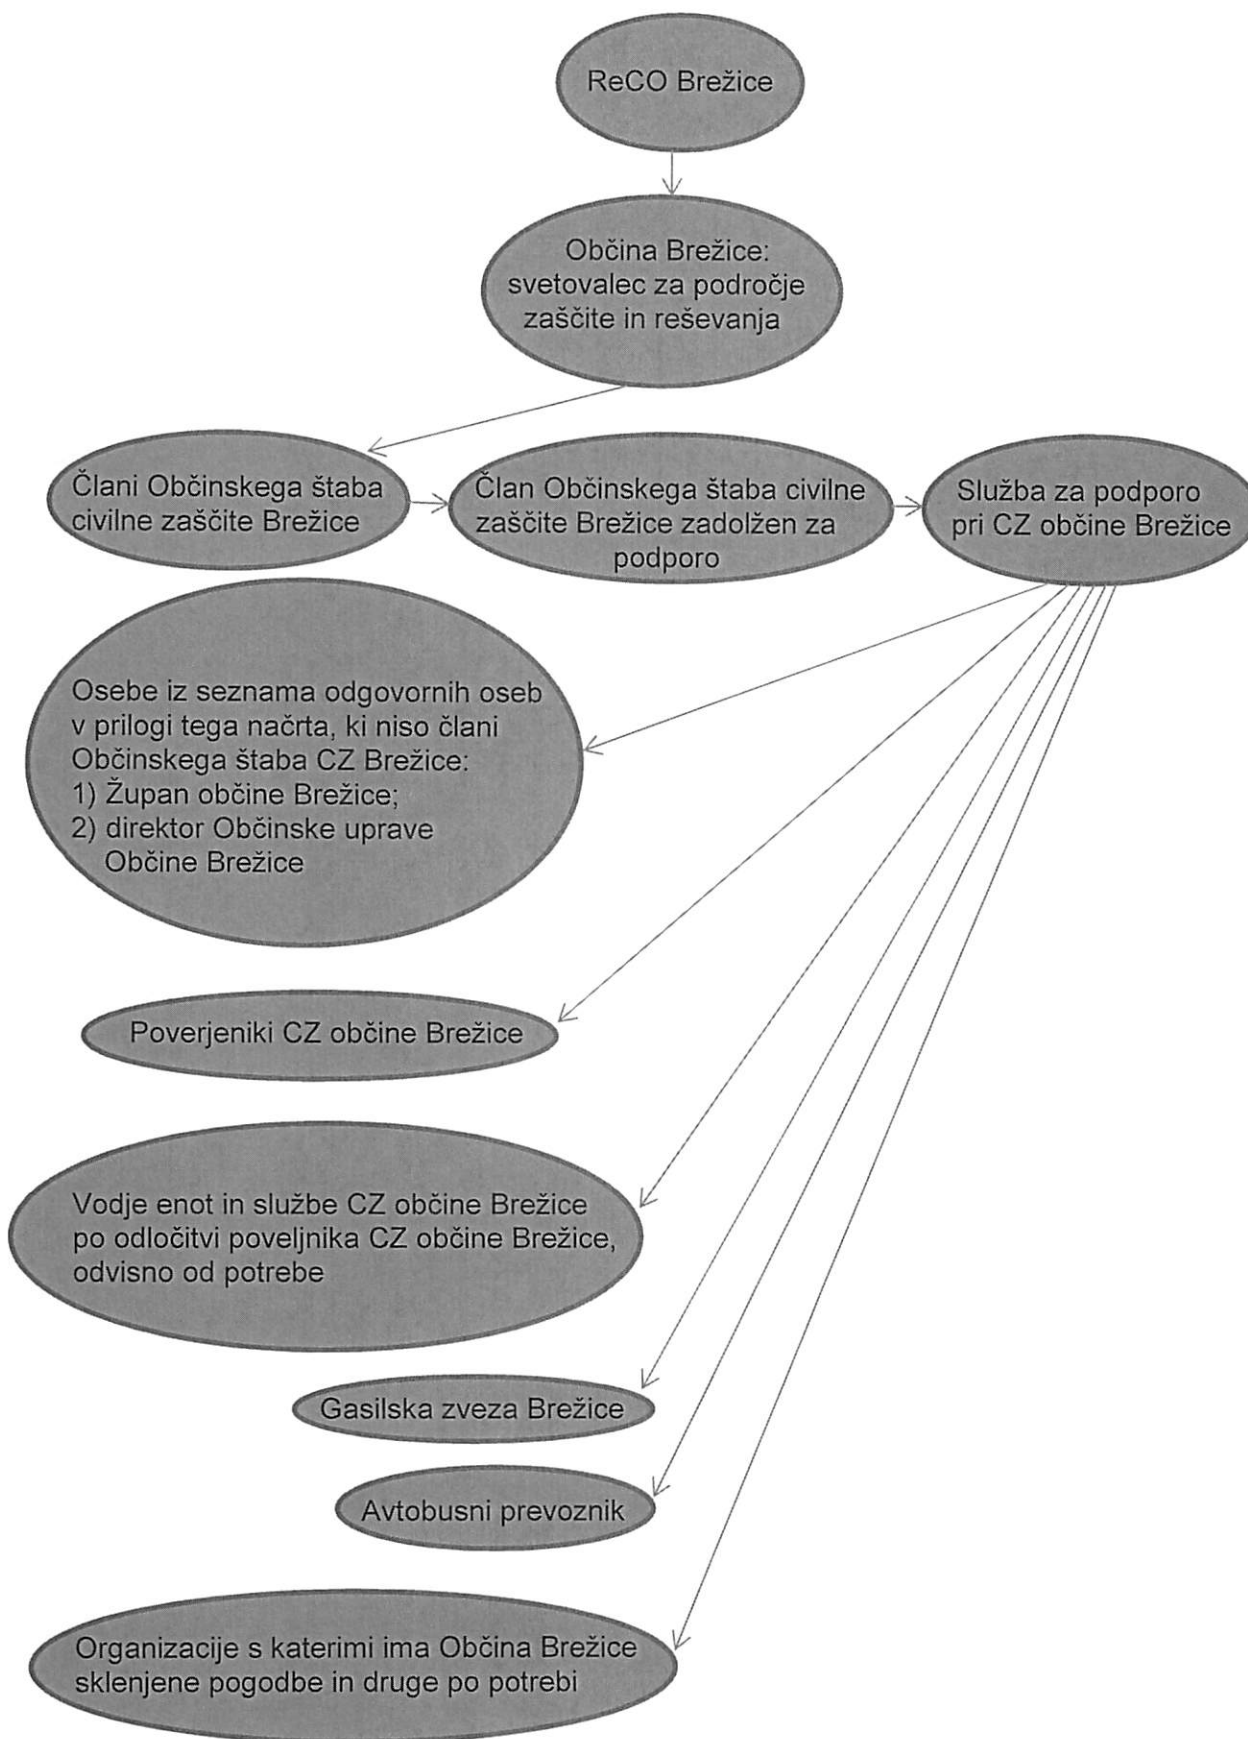 ReCO Brežice
Občina Brežice:
svetovalec za področje
zaščite in reševanja
Člani Občinskega štaba
civilne zaščite Brežice
Član Občinskega štaba civilne
zaščite Brežice zadolžen za
podporo
Služba za podporo
pri CZ občine Brežice
Osebe iz seznama odgovornih oseb
v prilogi tega načrta, ki niso člani
Občinskega štaba CZ Brežice:
1) Župan občine Brežice;
2) direktor Občinske uprave
Občine Brežice
Poverjeniki CZ občine Brežice
Vodje enot in službe CZ občine Brežice
po odločitvi poveljnika CZ občine Brežice,
odvisno od potrebe
Gasilska zveza Brežice
Avtobusni prevoznik
Organizacije s katerimi ima Občina Brežice
sklenjene pogodbe in druge po potrebi